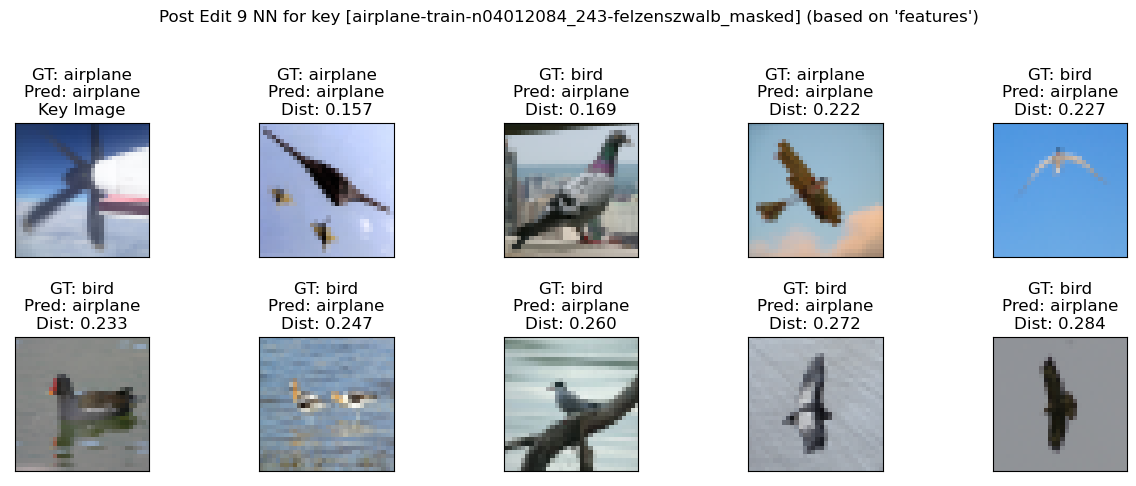 Post Edit 9 NN for key [airplane-train-n04012084_243-felzenszwalb_masked] (based on 'features')
GT: airplane
Pred: airplane
Key Image
GT: airplane
Pred: airplane
Dist: 0.157
GT: bird
Pred: airplane
Dist: 0.169
GT: airplane
Pred: airplane
Dist: 0.222
GT: bird
Pred: airplane
Dist: 0.227
GT: bird
Pred: airplane
Dist: 0.233
GT: bird
Pred: airplane
Dist: 0.247
GT: bird
Pred: airplane
Dist: 0.260
GT: bird
Pred: airplane
Dist: 0.272
GT: bird
Pred: airplane
Dist: 0.284